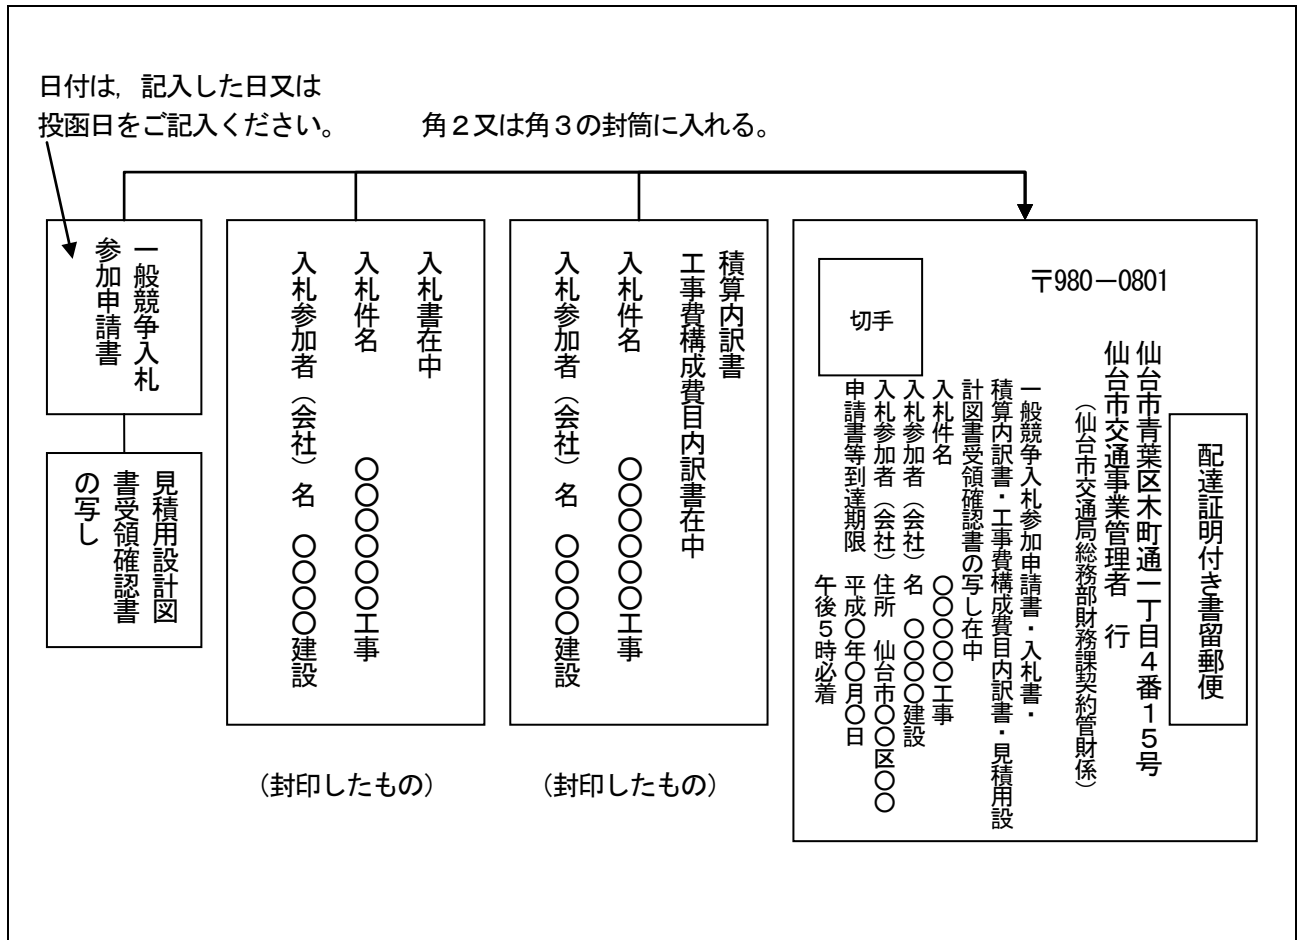 日付は，記入した日又は
投函日をご記入ください。
角２又は角３の封筒に入れる。
一般競争入札
参加申請書
見積用設計図
書受領確認書
の写し
入札書在中
入札件名　〇〇〇〇〇〇工事
入札参加者（会社）名　〇〇〇〇建設
（封印したもの）
積算内訳書
工事費構成費目内訳書在中
入札件名　〇〇〇〇〇〇工事
入札参加者（会社）名　〇〇〇〇建設
（封印したもの）
配達証明付き書留郵便
〒980－0801
仙台市青葉区木町通一丁目４番１５号
仙台市交通事業管理者　行
（仙台市交通局総務部財務課契約管財係）
切手
一般競争入札参加申請書・入札書・
積算内訳書・工事費構成費目内訳書・見積用設
計図書受領確認書の写し在中
入札件名　〇〇〇〇〇工事
入札参加者（会社）名　〇〇〇〇建設
入札参加者（会社）住所　仙台市〇〇区〇〇
申請書等到達期限　平成〇年〇月〇日
午後５時必着